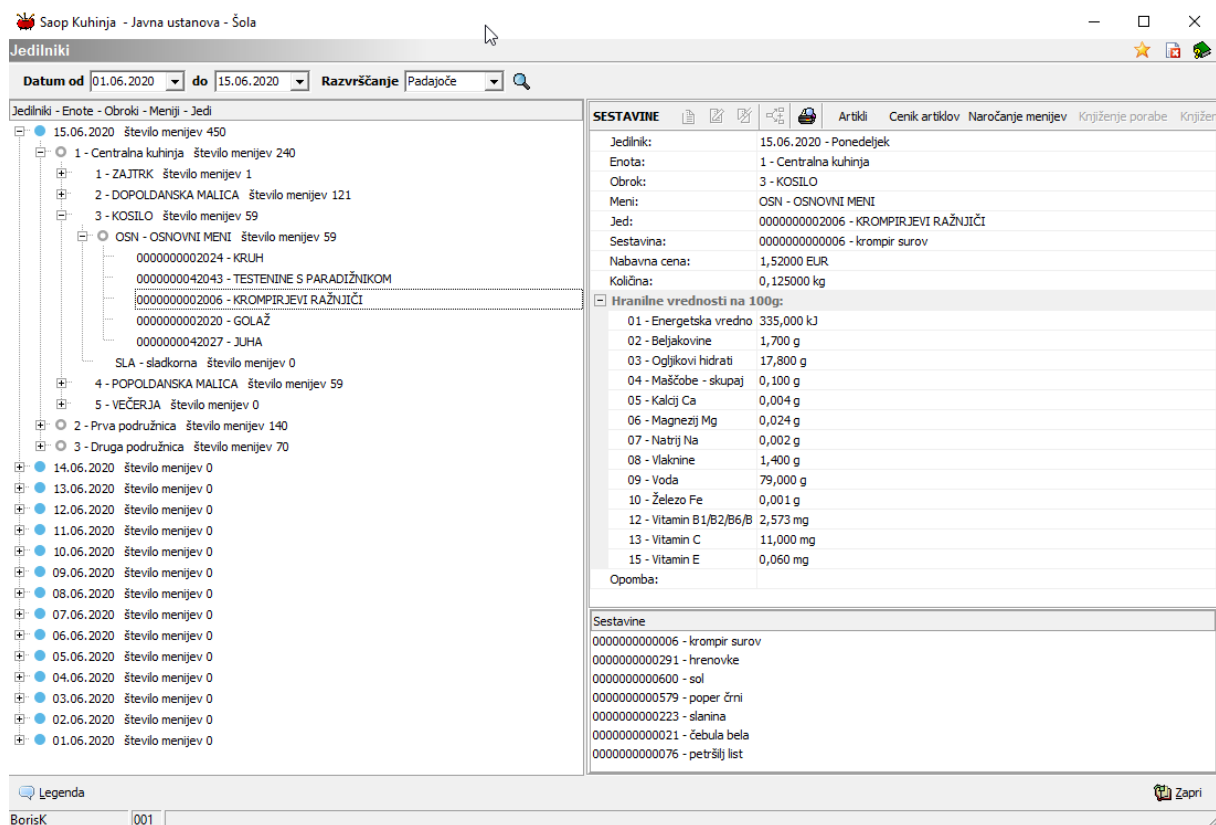 Saop Kuhinja - Javna ustanova - Šola
Jedilniki
Datum od 01.06.2020 do 15.06.2020 Razvrščanje Padajoče
Jedilniki - Enote - Obroki - Meniji - Jedi
15.06.2020 število menijev 450
1 - Centralna kuhinja število menijev 240
1 - ZAJTRK število menijev 1
2 - DOPOLDANSKA MALICA število menijev 121
3 - KOSILO število menijev 59
OSN - OSNOVNI MENI število menijev 59
0000000002024 - KRUH
0000000042043 - TESTENINE S PARADIŽNIKOM
0000000002006 - KROMPIRJEVI RAŽNJIČI
0000000002020 - GOLAŽ
0000000042027 - JUHA
SLA - sladkorna število menijev 0
4 - POPOLDANSKA MALICA število menijev 59
5 - VEČERJA število menijev 0
2 - Prva podružnica število menijev 140
3 - Druga podružnica število menijev 70
14.06.2020 število menijev 0
13.06.2020 število menijev 0
12.06.2020 število menijev 0
11.06.2020 število menijev 0
10.06.2020 število menijev 0
09.06.2020 število menijev 0
08.06.2020 število menijev 0
07.06.2020 število menijev 0
06.06.2020 število menijev 0
05.06.2020 število menijev 0
04.06.2020 število menijev 0
03.06.2020 število menijev 0
02.06.2020 število menijev 0
01.06.2020 število menijev 0
SESTAVINE Artikli Cenik artiklov Naročanje menijev Knjiženje porabe Knjižen
Jedilnik: 15.06.2020 - Ponedeljek
Enota: 1 - Centralna kuhinja
Obrok: 3 - KOSILO
Meni: OSN - OSNOVNI MENI
Jed: 0000000002006 - KROMPIRJEVI RAŽNJIČI
Sestavina: 0000000000006 - krompir surov
Nabavna cena: 1,52000 EUR
Količina: 0,125000 kg
Hranilne vrednosti na 100g:
01 - Energetska vredno 335,000 kJ
02 - Beljakovine 1,700 g
03 - Ogljikovi hidrati 17,800 g
04 - Maščobe - skupaj 0,100 g
05 - Kalcij Ca 0,004 g
06 - Magnezij Mg 0,024 g
07 - Natrij Na 0,002 g
08 - Vlaknine 1,400 g
09 - Voda 79,000 g
10 - Železo Fe 0,001 g
12 - Vitamin B1/B2/B6/B 2,573 mg
13 - Vitamin C 11,000 mg
15 - Vitamin E 0,060 mg
Opomba:
Sestavine
0000000000006 - krompir surov
0000000000291 - hrenovke
0000000000600 - sol
0000000000579 - poper črni
0000000000223 - slanina
0000000000021 - čebula bela
0000000000076 - petršilj list
Legenda Zapri
BorisK 001